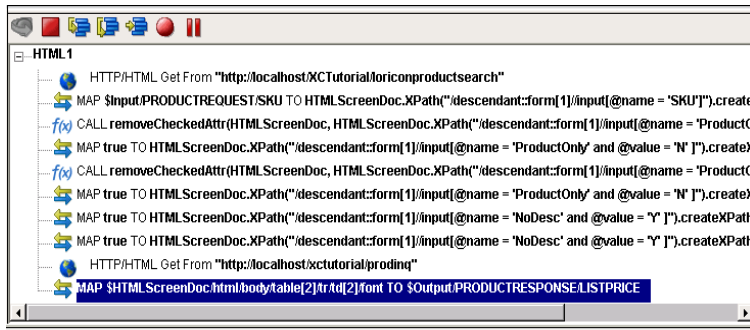 HTML1
HTTP/HTML Get From "http://localhost/XCTutorial/loriconproductsearch"
MAP $Input/PRODUCTREQUEST/SKU TO HTMLScreenDoc.XPath("/descendant::form[1]//input[@name = 'SKU']").create
f(x) CALL removeCheckedAttr(HTMLScreenDoc, HTMLScreenDoc.XPath("/descendant::form[1]//input[@name = 'Product
MAP true TO HTMLScreenDoc.XPath("/descendant::form[1]//input[@name = 'ProductOnly' and @value = 'N' ]").create
f(x) CALL removeCheckedAttr(HTMLScreenDoc, HTMLScreenDoc.XPath("/descendant::form[1]//input[@name = 'Product
MAP true TO HTMLScreenDoc.XPath("/descendant::form[1]//input[@name = 'ProductOnly' and @value = 'N' ]").create
MAP true TO HTMLScreenDoc.XPath("/descendant::form[1]//input[@name = 'NoDesc' and @value = 'Y' ]").createXPath
MAP true TO HTMLScreenDoc.XPath("/descendant::form[1]//input[@name = 'NoDesc' and @value = 'Y' ]").createXPath
HTTP/HTML Get From "http://localhost/xctutorial/prodinq"
MAP $HTMLScreenDoc/html/body/table[2]/tr/td[2]/font TO $Output/PRODUCTRESPONSE/LISTPRICE